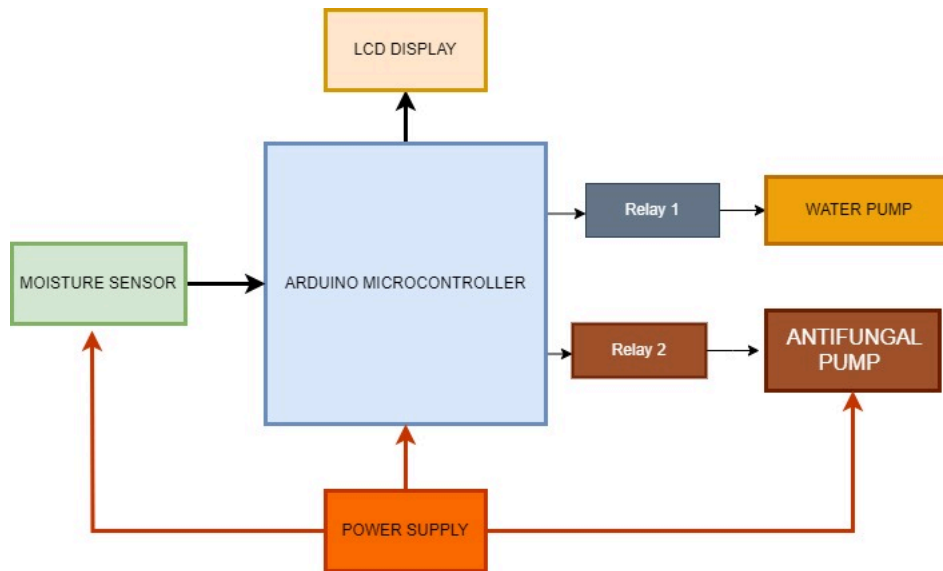 LCD DISPLAY
Relay 1
WATER PUMP
MOISTURE SENSOR
ARDUINO MICROCONTROLLER
Relay 2
ANTIFUNGAL
PUMP
POWER SUPPLY